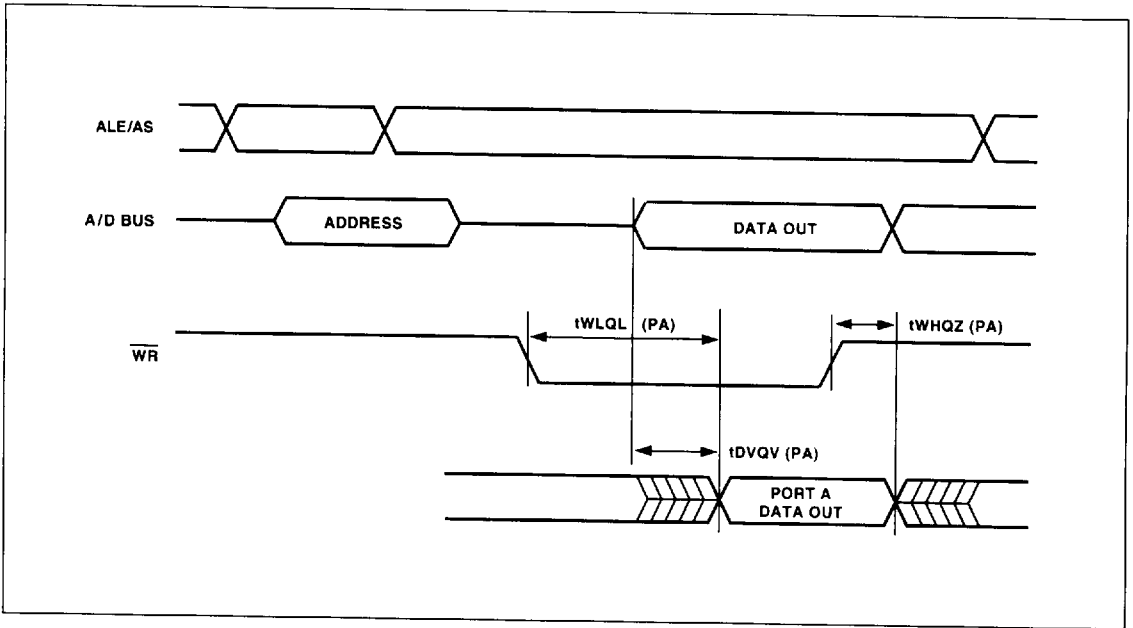 ALE/AS
A/D BUS
ADDRESS
DATA OUT
tWLQL (PA)
tWHQZ (PA)
WR
tDVQV (PA)
PORT A
DATA OUT